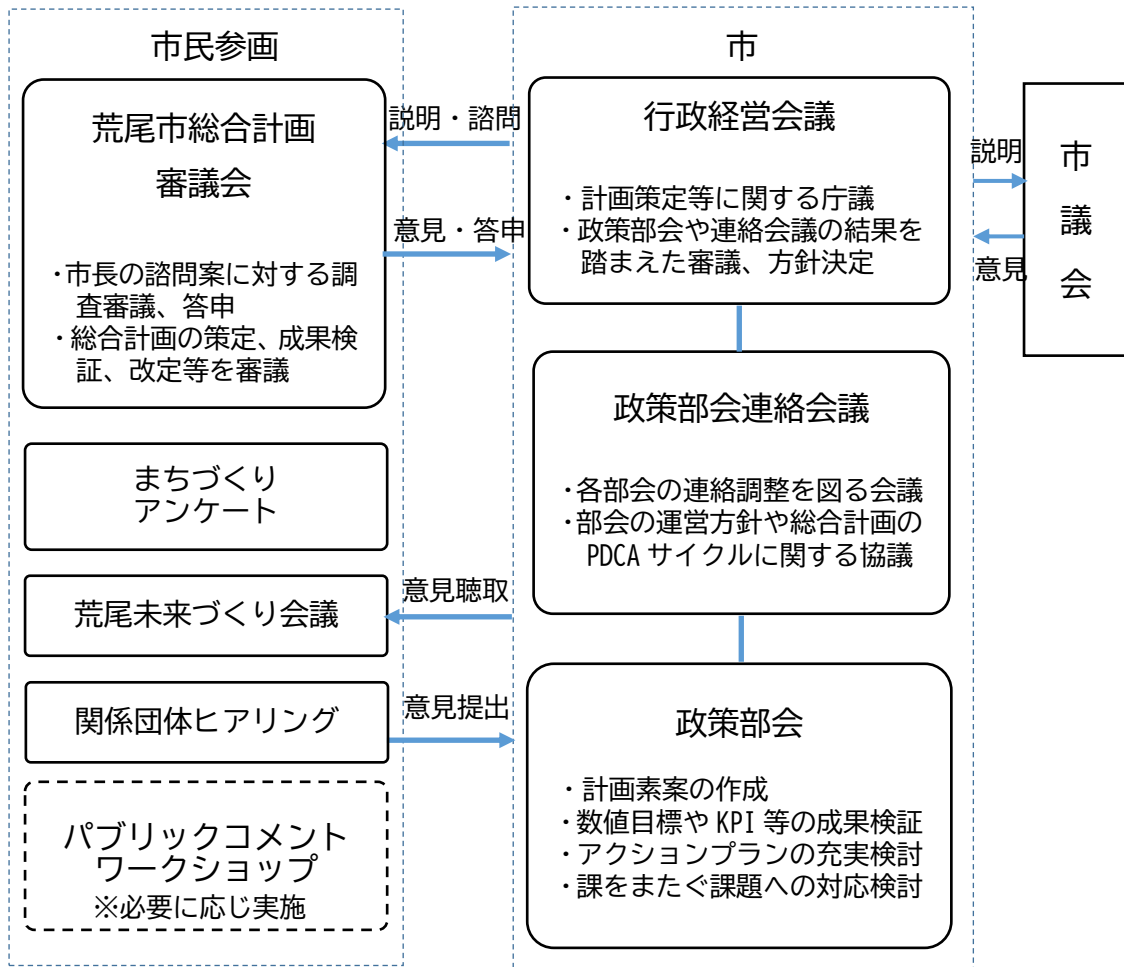 市民参画
荒尾市総合計画
審議会
・市長の諮問案に対する調
査審議、答申
・総合計画の策定、成果検
証、改定等を審議
まちづくり
アンケート
荒尾未来づくり会議
関係団体ヒアリング
パブリックコメント
ワークショップ
※必要に応じ実施
説明・諮問
意見・答申
意見聴取
意見提出
市
行政経営会議
・計画策定等に関する庁議
・政策部会や連絡会議の結果を
踏まえた審議、方針決定
政策部会連絡会議
・各部会の連絡調整を図る会議
・部会の運営方針や総合計画の
PDCAサイクルに関する協議
政策部会
・計画素案の作成
・数値目標やKPI等の成果検証
・アクションプランの充実検討
・課をまたぐ課題への対応検討
説明
意見
市議会